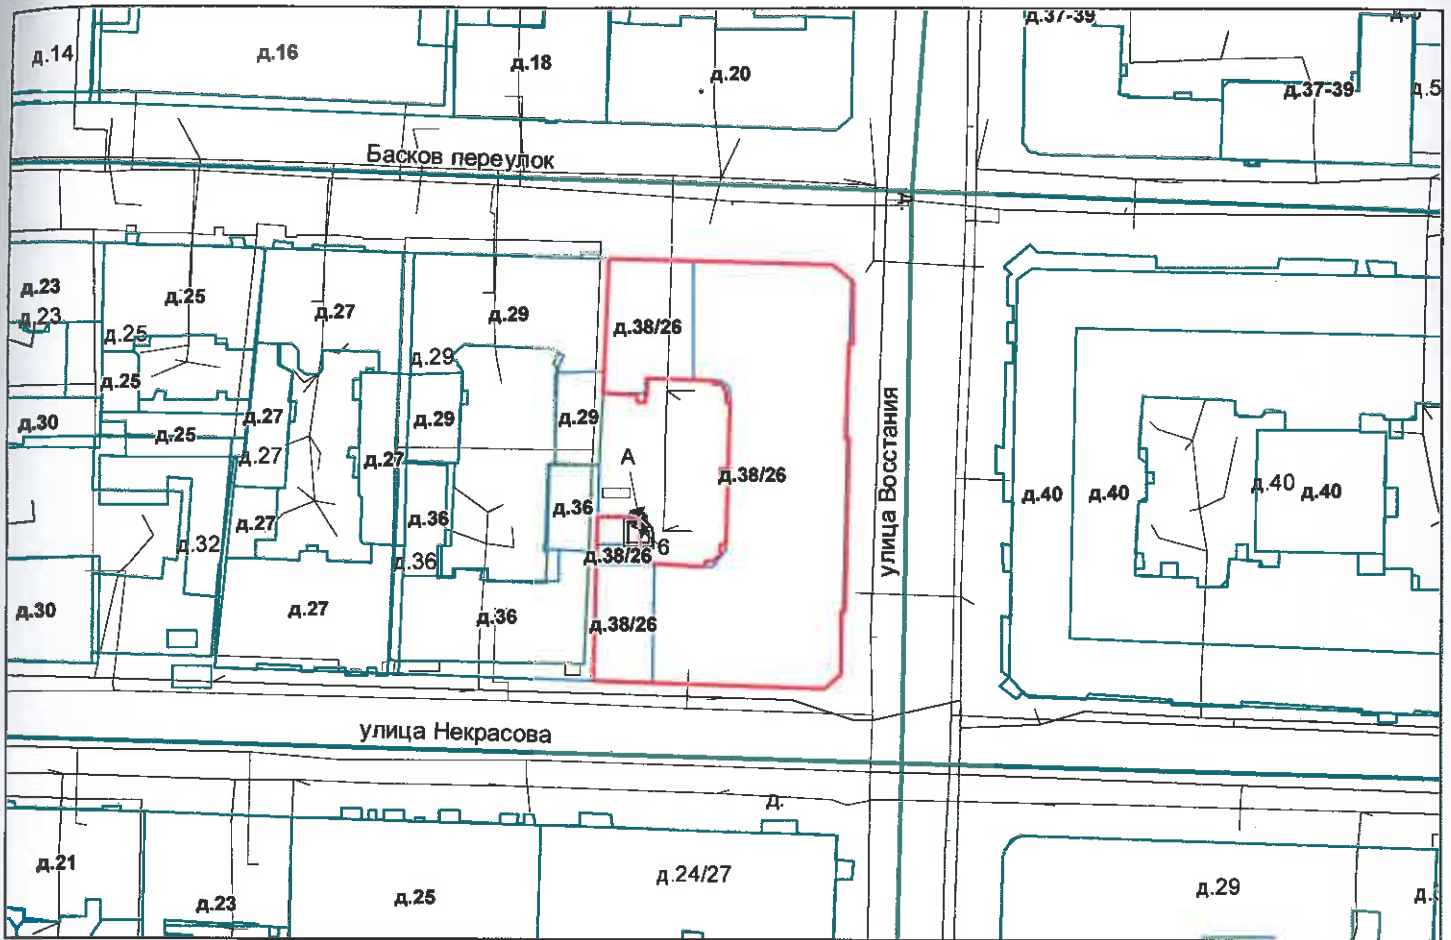 д.37-39
д.14
д.16
д.18
д.20
д.37-39
д.5
Басков переулок
д.23
д.23
д.25
д.25
д.25
д.25
д.27
д.29
д.29
д.38/26
д.30
д.27
д.27
д.27
д.29
д.29
д.38/26
А
улица Восстания
д.40
д.40
д.40
д.40
д.36
д.36
д.36
д.27
д.32
д.38/26
6
д.30
д.27
д.36
д.38/26
улица Некрасова
д.
д.21
д.23
д.25
д.24/27
д.29
д.